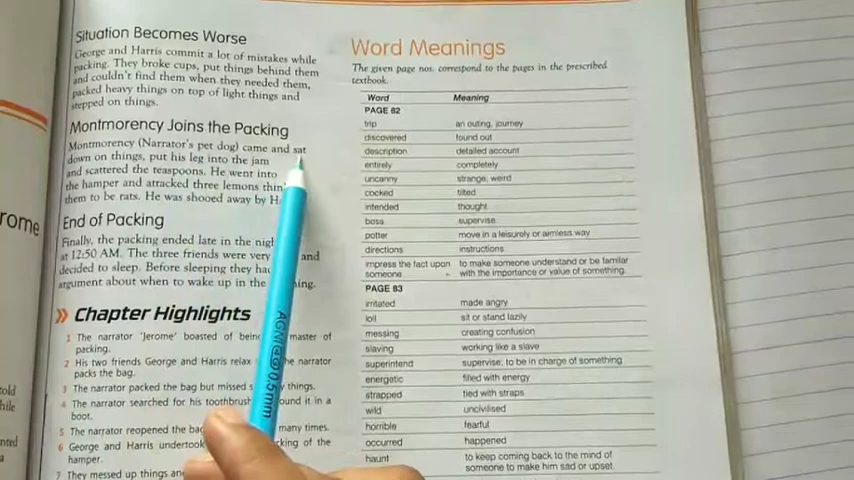 Situation Becomes Worse
George and Harris commit a lot of mistakes while
packing. They broke cups, put things behind them
and couldn't find them when they needed them,
packed heavy things on top of light things and
stepped on things.
Montmorency Joins the Packing
Montmorency (Narrator's pet dog) came and sat
down on things, put his leg into the jam
and scattered the teaspoons. He went into
the hamper and attracked three lemons
them to be rats. He was shooed away by
End of Packing
Finally, the packing ended late in the
at 12:50 AM. The three friends were very and
decided to sleep. Before sleeping they
argument about when to wake up in the
Chapter Highlights
1 The narrator 'Jerome' boasted of being master of
packing.
2 His two friends George and Harris relax the narrator
packs the bag.
3 The narrator packed the bag but missed things.
4 The narrator searched for his toothbrush found it in a
boot.
5 The narrator reopened the many times.
6 George and Harris of the
hamper.
7 They messed up things
rome
told
hile
nted
Word Meanings
The given page nos. correspond to the pages in the prescribed
textbook.
Word Meaning
PAGE 82
trip an outing, journey
discovered found out
description detailed account
entirely completely
uncanny strange, weird
cocked tilted
intended thought
boss supervise
potter move in a leisurely or aimless way
directions instructions
impress the fact upon to make someone understand or be familar
someone with the importance or value of something.
PAGE 83
irritated made angry
loll sit or stand lazily
messing creating confusion
slaving working like a slave
superintend supervise; to be in charge of something
energetic filled with energy
strapped tied with straps
wild uncivilised
horrible fearful
occurred happened
haunt to keep coming back to the mind of
someone to make him sad or upset.
AGNI 0.5mm